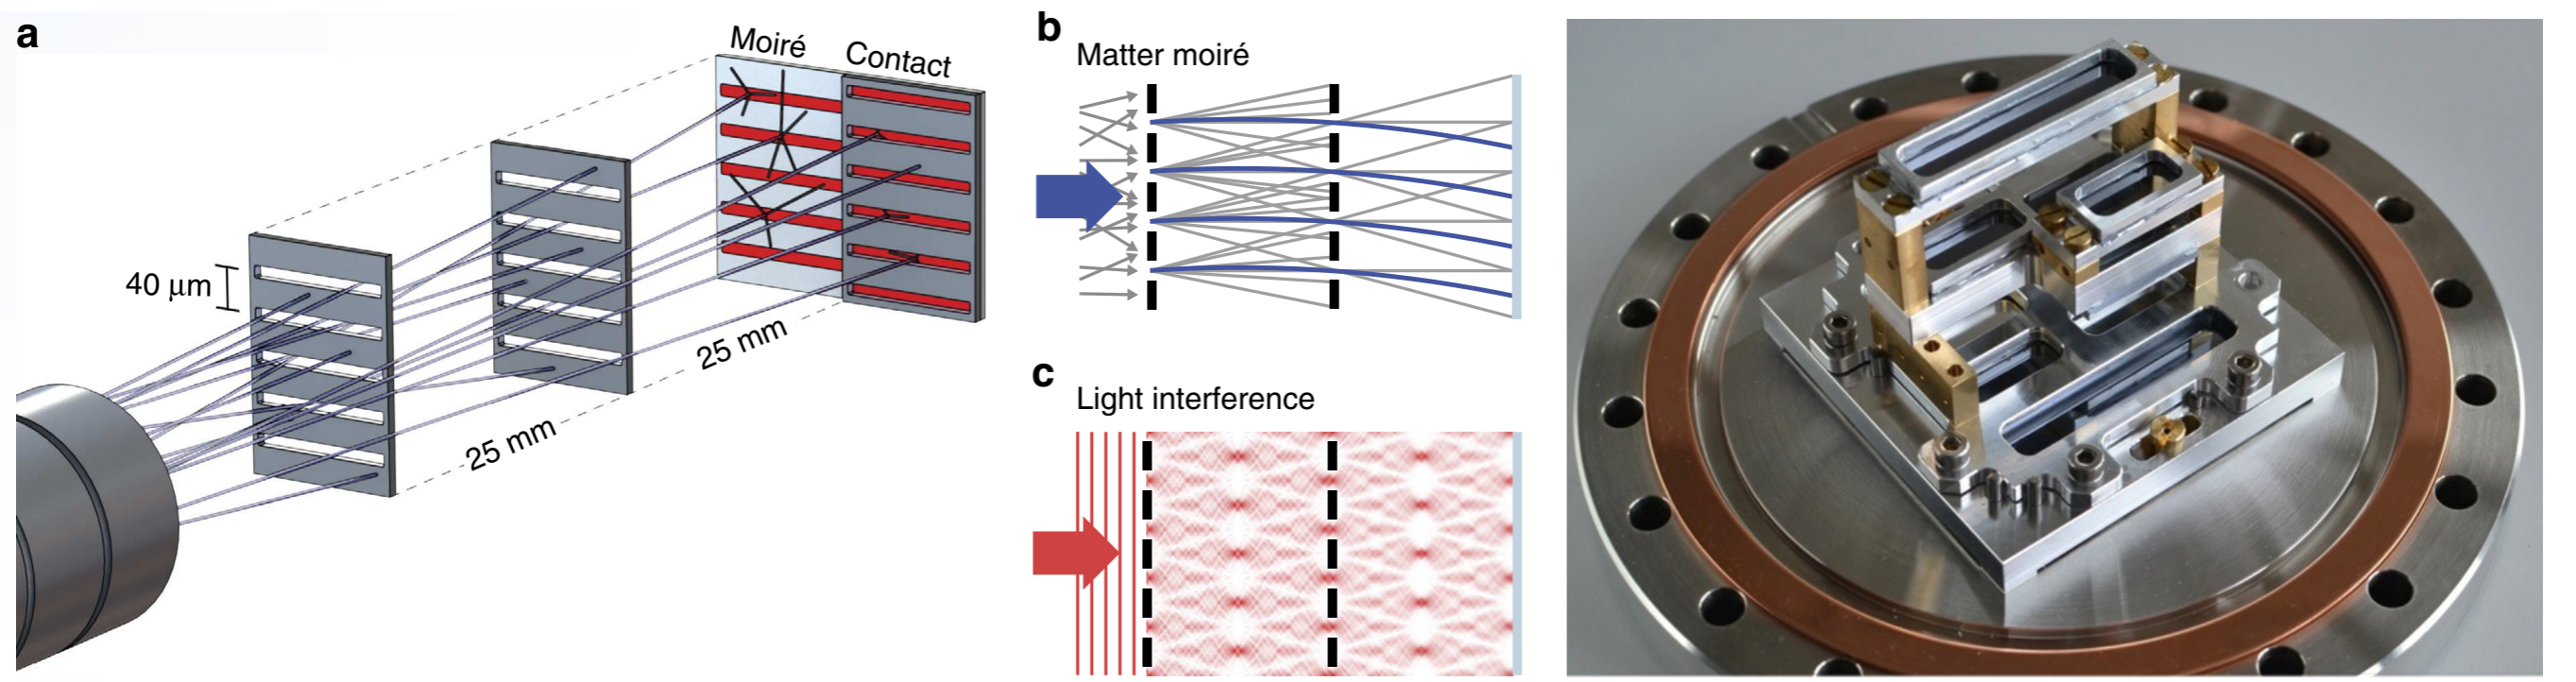 a
Moiré
Contact
40 µm
25 mm
25 mm
b
Matter moiré
c
Light interference